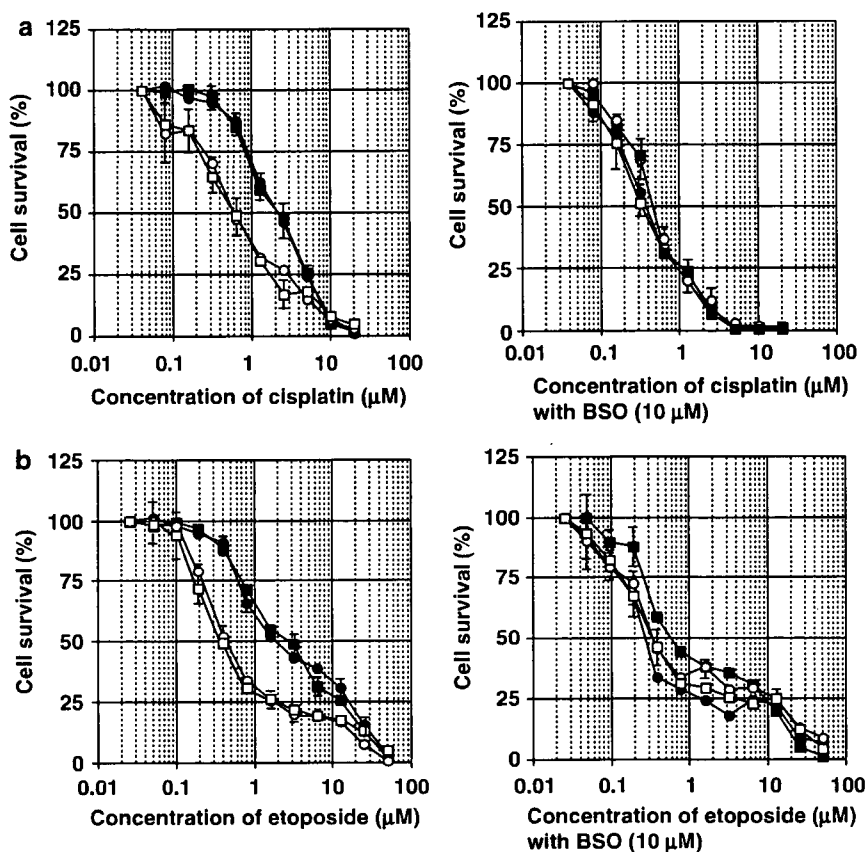 a
125
100
75
50
25
0
Cell survival (%)
0.01 0.1 1 10 100
Concentration of cisplatin (μM)
125
100
75
50
25
0
Cell survival (%)
0.01 0.1 1 10 100
Concentration of cisplatin (μM)
with BSO (10 μM)
b
125
100
75
50
25
0
Cell survival (%)
0.01 0.1 1 10 100
Concentration of etoposide (μM)
125
100
75
50
25
0
Cell survival (%)
0.01 0.1 1 10 100
Concentration of etoposide (μM)
with BSO (10 μM)